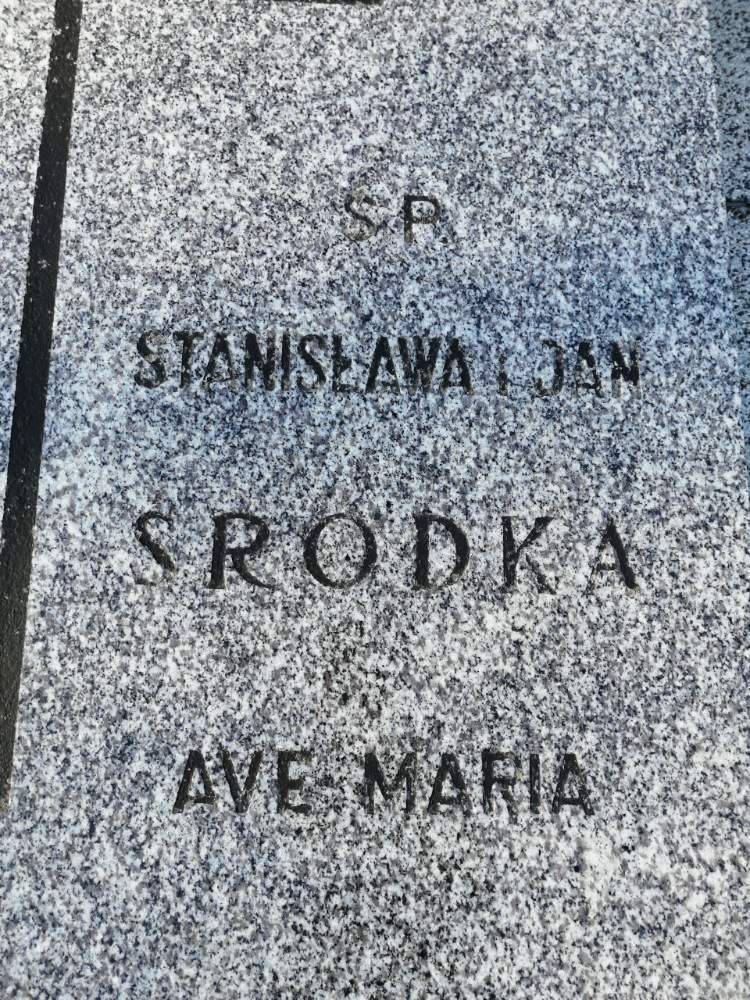 Ś.P.
STANISŁAWA I JAN
SRODKA
AVE MARIA